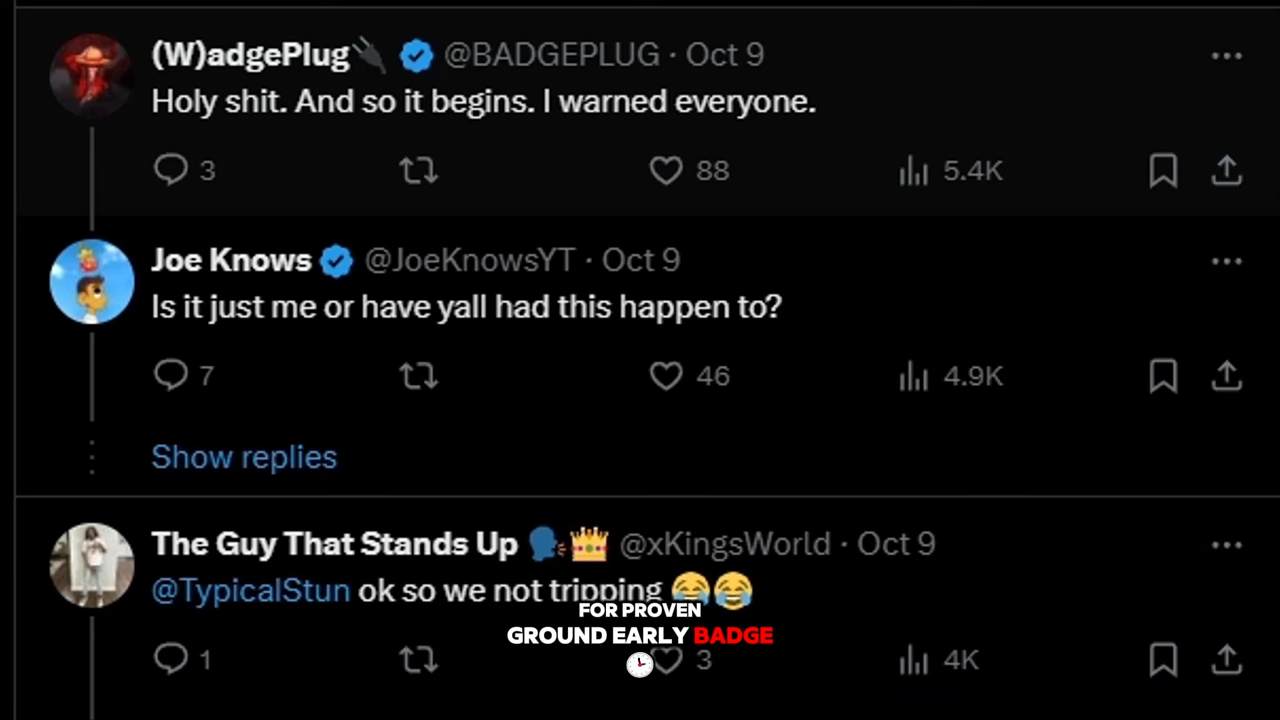 (W)adgePlug🔌 @BADGEPLUG · Oct 9
Holy shit. And so it begins. I warned everyone.
3 88 5.4K
Joe Knows @JoeKnowsYT · Oct 9
Is it just me or have yall had this happen to?
7 46 4.9K
Show replies
The Guy That Stands Up 🗣️👑 @xKingsWorld · Oct 9
@TypicalStun ok so we not tripping 😂😂
FOR PROVEN
GROUND EARLY BADGE
🕒
1 3 4K